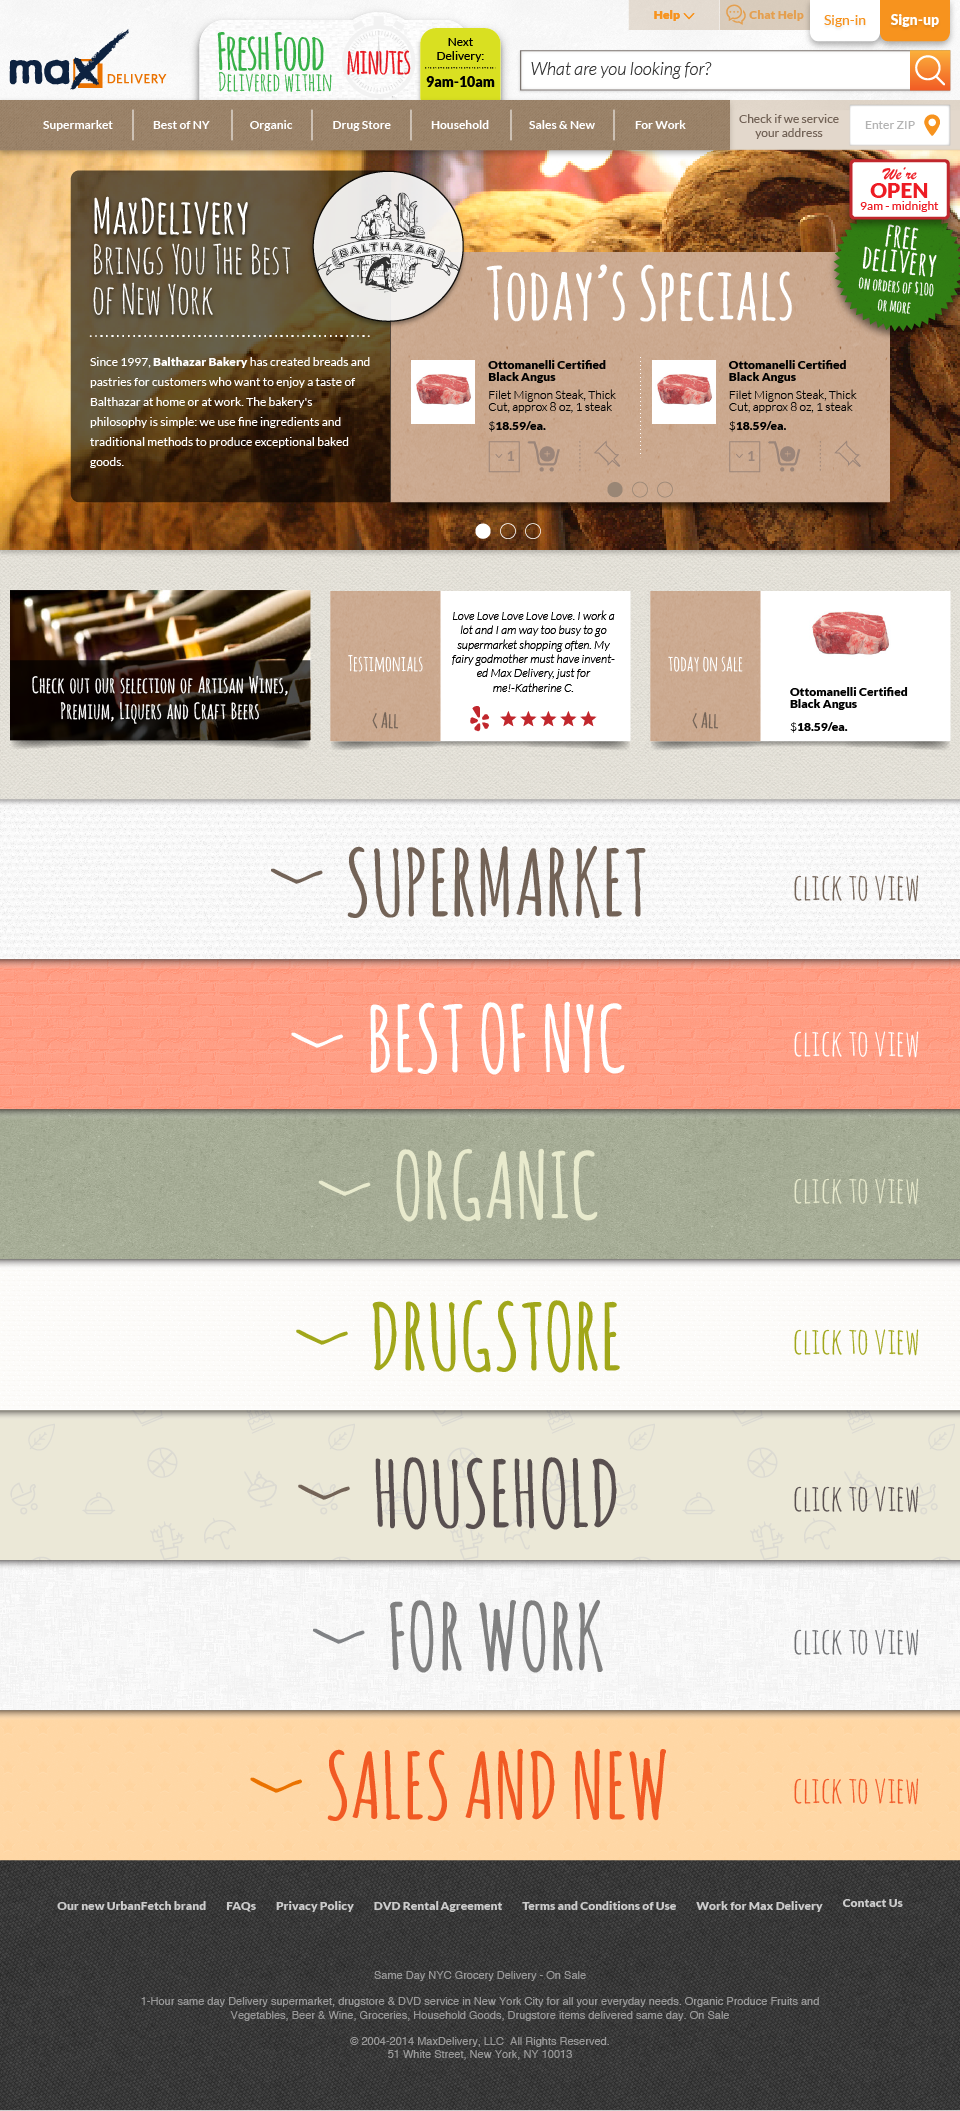 Help
Chat Help
Sign-in
Sign-up
max DELIVERY
FRESH FOOD
DELIVERED WITHIN
MINUTES
Next
Delivery:
9am-10am
What are you looking for?
Supermarket
Best of NY
Organic
Drug Store
Household
Sales & New
For Work
Check if we service
your address
Enter ZIP
We're
OPEN
9am - midnight
FREE
DELIVERY
ON ORDERS OF $100
OR MORE
MAXDELIVERY
BRINGS YOU THE BEST
OF NEW YORK
BALTHAZAR
Since 1997, Balthazar Bakery has created breads and
pastries for customers who want to enjoy a taste of
Balthazar at home or at work. The bakery's
philosophy is simple: we use fine ingredients and
traditional methods to produce exceptional baked
goods.
TODAY'S SPECIALS
Ottomanelli Certified
Black Angus
Filet Mignon Steak, Thick
Cut, approx 8 oz, 1 steak
$18.59/ea.
1
Ottomanelli Certified
Black Angus
Filet Mignon Steak, Thick
Cut, approx 8 oz, 1 steak
$18.59/ea.
1
CHECK OUT OUR SELECTION OF ARTISAN WINES,
PREMIUM, LIQUERS AND CRAFT BEERS
TESTIMONIALS
< ALL
Love Love Love Love Love. I work a
lot and I am way too busy to go
supermarket shopping often. My
fairy godmother must have invent-
ed Max Delivery, just for
me!-Katherine C.
TODAY ON SALE
< ALL
Ottomanelli Certified
Black Angus
$18.59/ea.
SUPERMARKET
CLICK TO VIEW
BEST OF NYC
CLICK TO VIEW
ORGANIC
CLICK TO VIEW
DRUGSTORE
CLICK TO VIEW
HOUSEHOLD
CLICK TO VIEW
FOR WORK
CLICK TO VIEW
SALES AND NEW
CLICK TO VIEW
Our new UrbanFetch brand
FAQs
Privacy Policy
DVD Rental Agreement
Terms and Conditions of Use
Work for Max Delivery
Contact Us
Same Day NYC Grocery Delivery - On Sale
1-Hour same day Delivery supermarket, drugstore & DVD service in New York City for all your everyday needs. Organic Produce Fruits and
Vegetables, Beer & Wine, Groceries, Household Goods, Drugstore items delivered same day. On Sale
© 2004-2014 MaxDelivery, LLC  All Rights Reserved.
51 White Street, New York, NY 10013